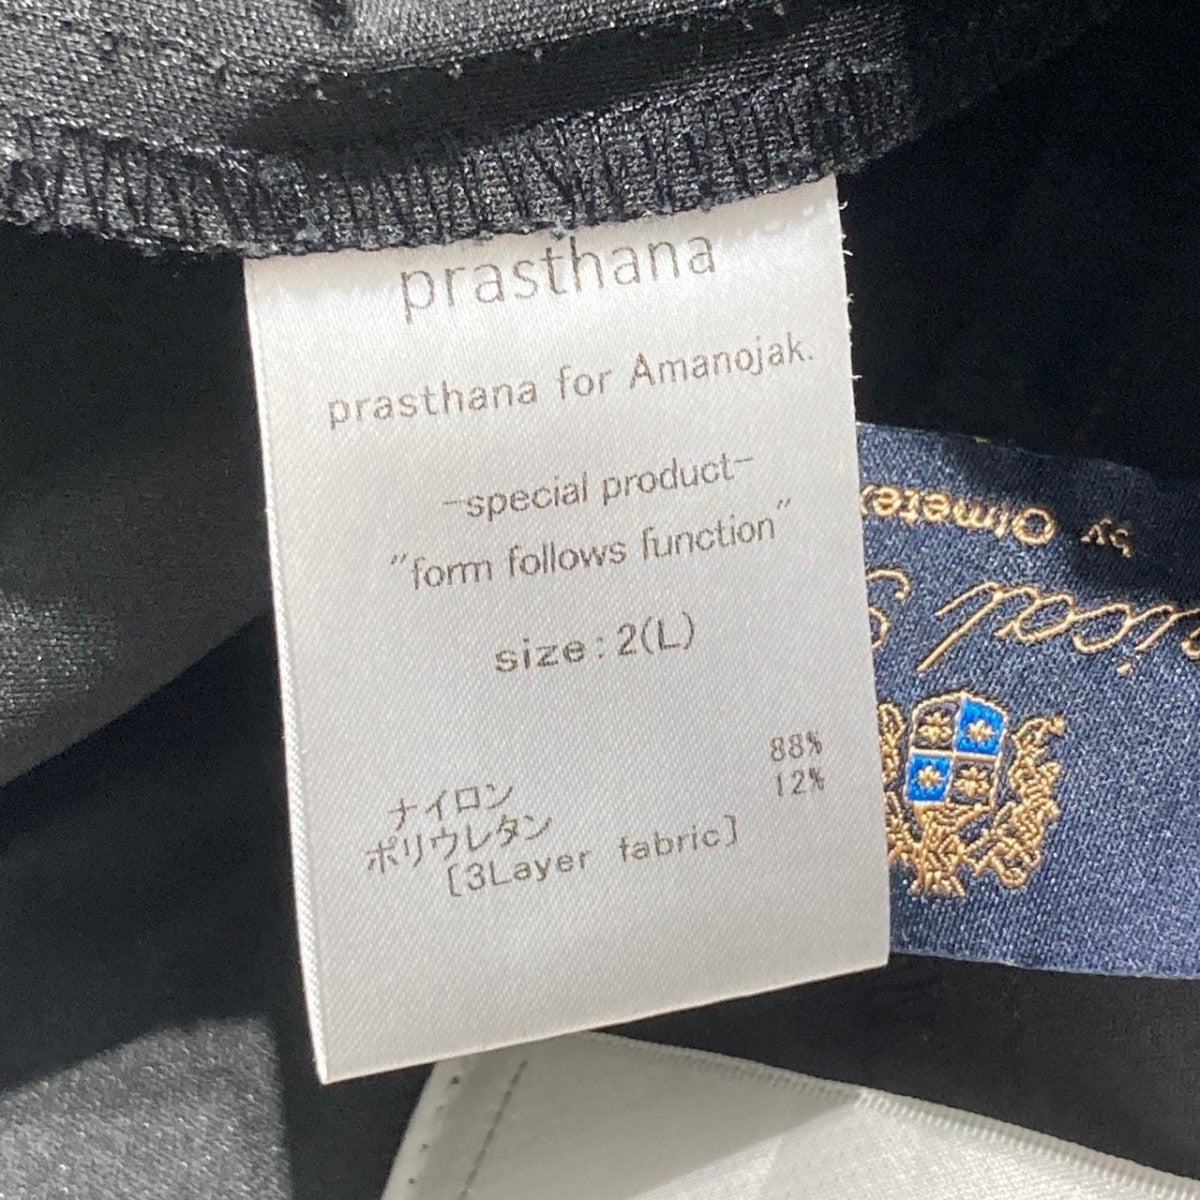 prasthana
prasthana for Amanojak.
-special product-
"form follows function"
size:2(L)
ナイロン 88%
ポリウレタン 12%
[3Layer fabric]
by